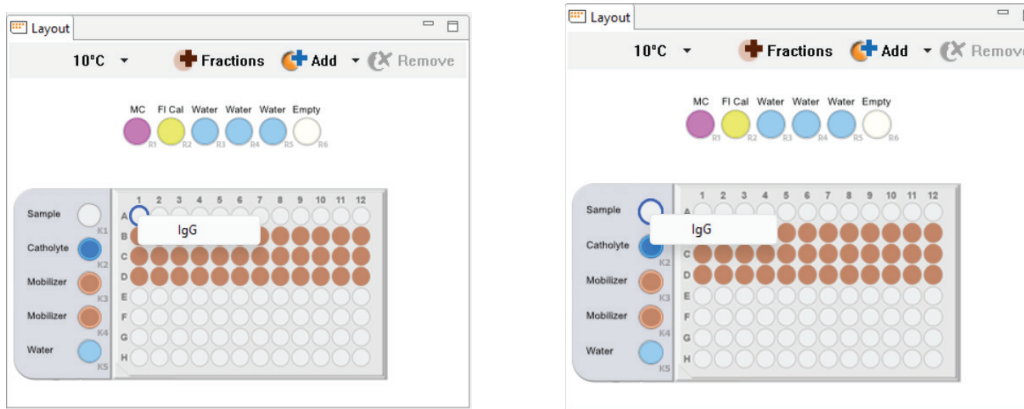 Layout
10°C Fractions Add Remove
MC FI Cal Water Water Water Empty
R1 R2 R3 R4 R5 R6
1 2 3 4 5 6 7 8 9 10 11 12
Sample K1 A
IgG
B
Catholyte K2 C
Mobilizer K3 D
E
Mobilizer K4 F
G
Water K5 H
Layout
10°C Fractions Add Remove
MC FI Cal Water Water Water Empty
R1 R2 R3 R4 R5 R6
1 2 3 4 5 6 7 8 9 10 11 12
Sample
IgG
Catholyte K2 C
Mobilizer K3 D
E
Mobilizer K4 F
G
Water K5 H